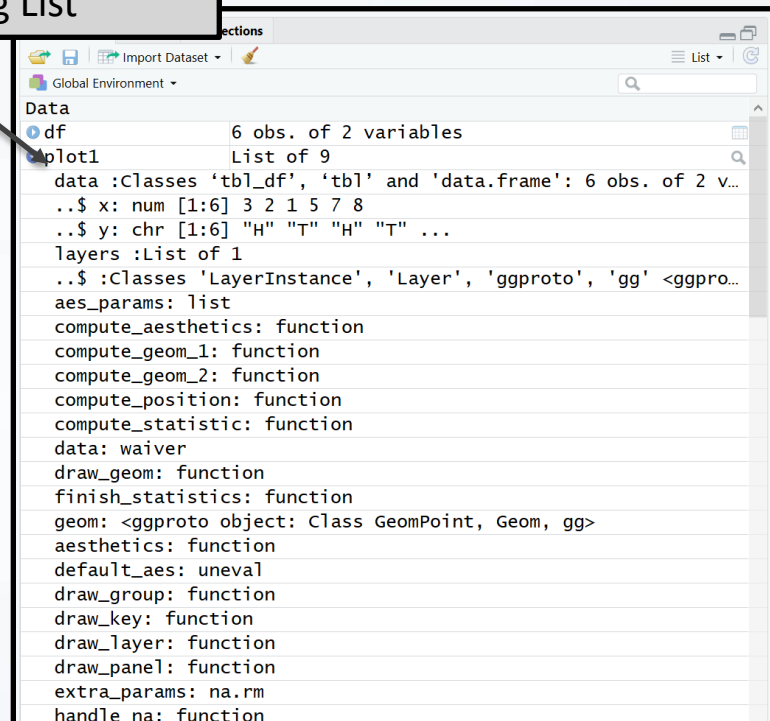 g List
ections
Import Dataset
List
Global Environment
Data
df 6 obs. of 2 variables
plot1 List of 9
data :Classes ‘tbl_df’, ‘tbl’ and 'data.frame': 6 obs. of 2 v…
..$ x: num [1:6] 3 2 1 5 7 8
..$ y: chr [1:6] "H" "T" "H" "T" ...
layers :List of 1
..$ :Classes 'LayerInstance', 'Layer', 'ggproto', 'gg' <ggpro…
aes_params: list
compute_aesthetics: function
compute_geom_1: function
compute_geom_2: function
compute_position: function
compute_statistic: function
data: waiver
draw_geom: function
finish_statistics: function
geom: <ggproto object: Class GeomPoint, Geom, gg>
aesthetics: function
default_aes: uneval
draw_group: function
draw_key: function
draw_layer: function
draw_panel: function
extra_params: na.rm
handle_na: function